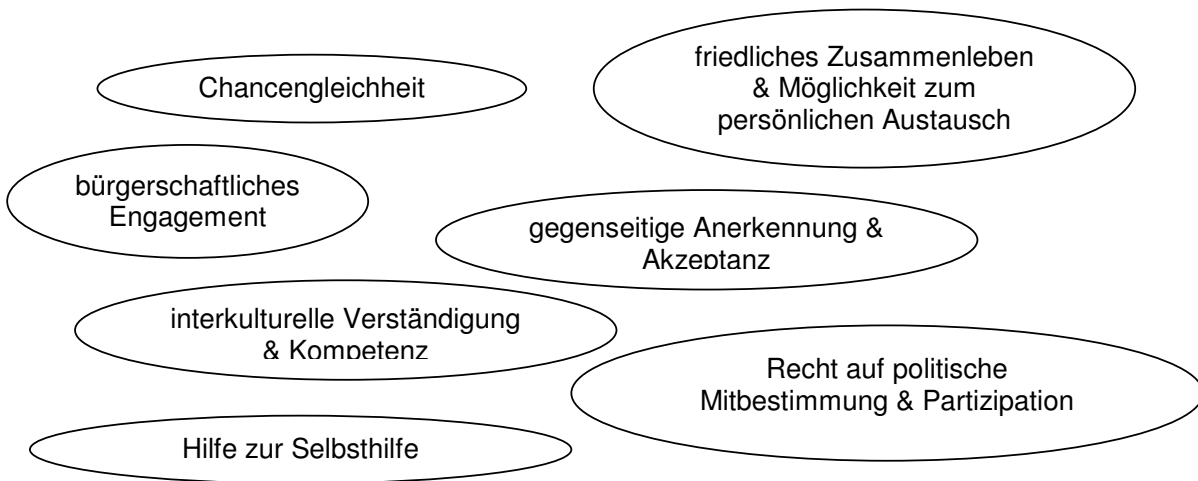 Chancengleichheit
friedliches Zusammenleben
& Möglichkeit zum
persönlichen Austausch
bürgerschaftliches
Engagement
gegenseitige Anerkennung &
Akzeptanz
interkulturelle Verständigung
& Kompetenz
Recht auf politische
Mitbestimmung & Partizipation
Hilfe zur Selbsthilfe